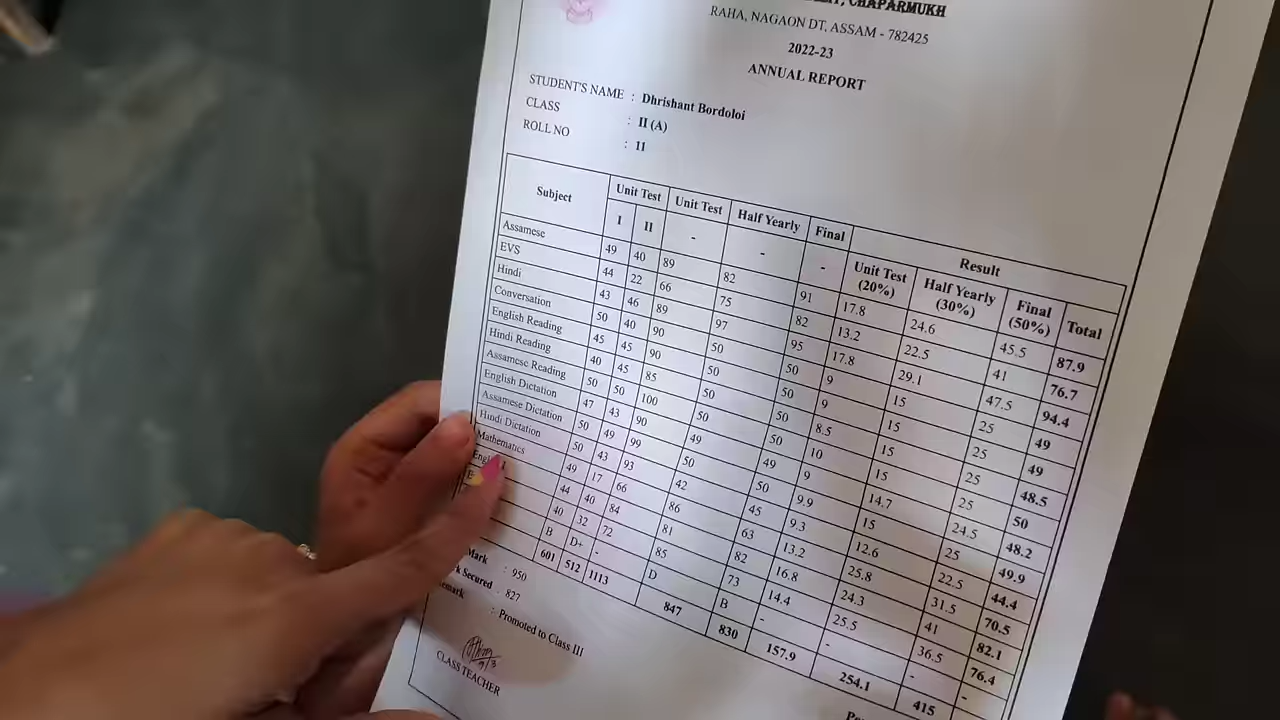 CHAPARMUKH
RAHA, NAGAON DT, ASSAM - 782425
2022-23
ANNUAL REPORT
STUDENT'S NAME : Dhrishant Bordoloi
CLASS : II (A)
ROLL NO : 11
Subject Unit Test Unit Test Half Yearly Final Result
I II - - - Unit Test (20%) Half Yearly (30%) Final (50%) Total
Assamese 49 40 89 82 91 17.8 24.6 45.5 87.9
EVS 44 22 66 75 82 13.2 22.5 41 76.7
Hindi 43 46 89 97 95 17.8 29.1 47.5 94.4
Conversation 50 40 90 50 50 9 15 25 49
English Reading 45 45 90 50 50 9 15 25 49
Hindi Reading 40 45 85 50 50 8.5 15 25 48.5
Assamese Reading 50 50 100 50 50 10 15 25 50
English Dictation 47 43 90 49 49 9 14.7 24.5 48.2
Assamese Dictation 50 49 99 50 50 9.9 15 25 49.9
Hindi Dictation 50 43 93 42 45 9.3 12.6 22.5 44.4
Mathematics 49 17 66 86 63 13.2 25.8 31.5 70.5
44 40 84 81 82 16.8 24.3 41 82.1
40 32 72 85 73 14.4 25.5 36.5 76.4
B D+ - D B - - - -
601 512 1113 847 830 157.9 254.1 415
Mark : 950
Secured : 827
: Promoted to Class III
9/3
CLASS TEACHER